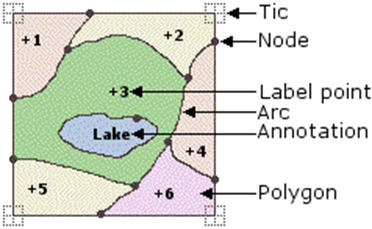 Tic
+1
+2
Node
+3
Label point
Arc
Lake
Annotation
+4
+5
+6
Polygon